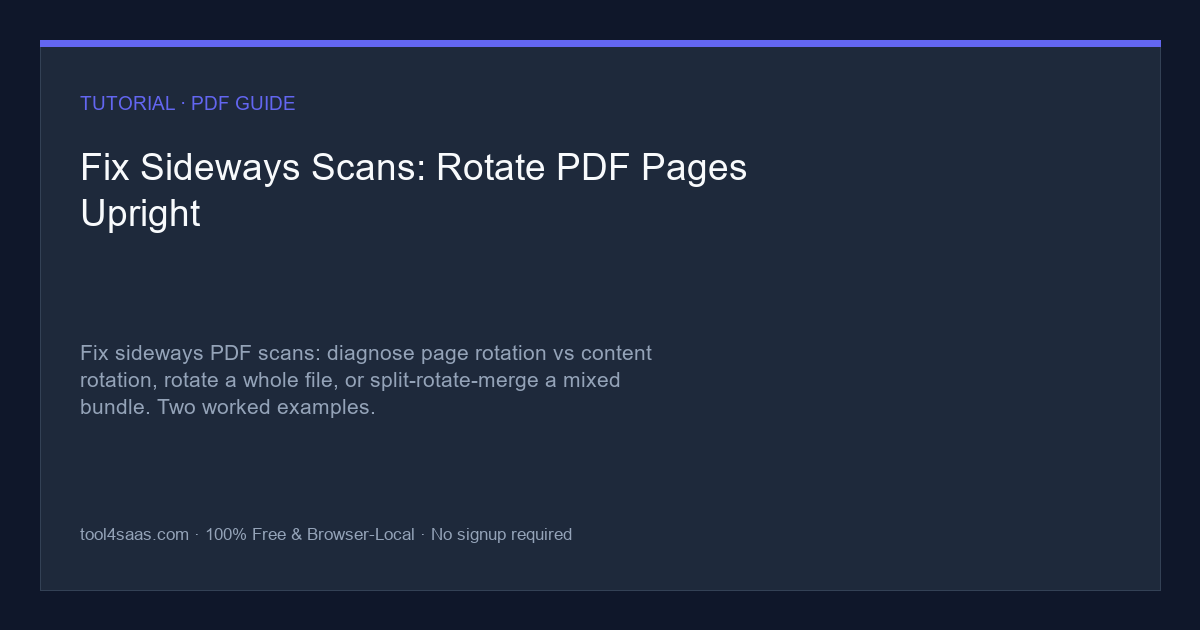 TUTORIAL · PDF GUIDE
Fix Sideways Scans: Rotate PDF Pages
Upright
Fix sideways PDF scans: diagnose page rotation vs content
rotation, rotate a whole file, or split-rotate-merge a mixed
bundle. Two worked examples.
tool4saas.com · 100% Free & Browser-Local · No signup required